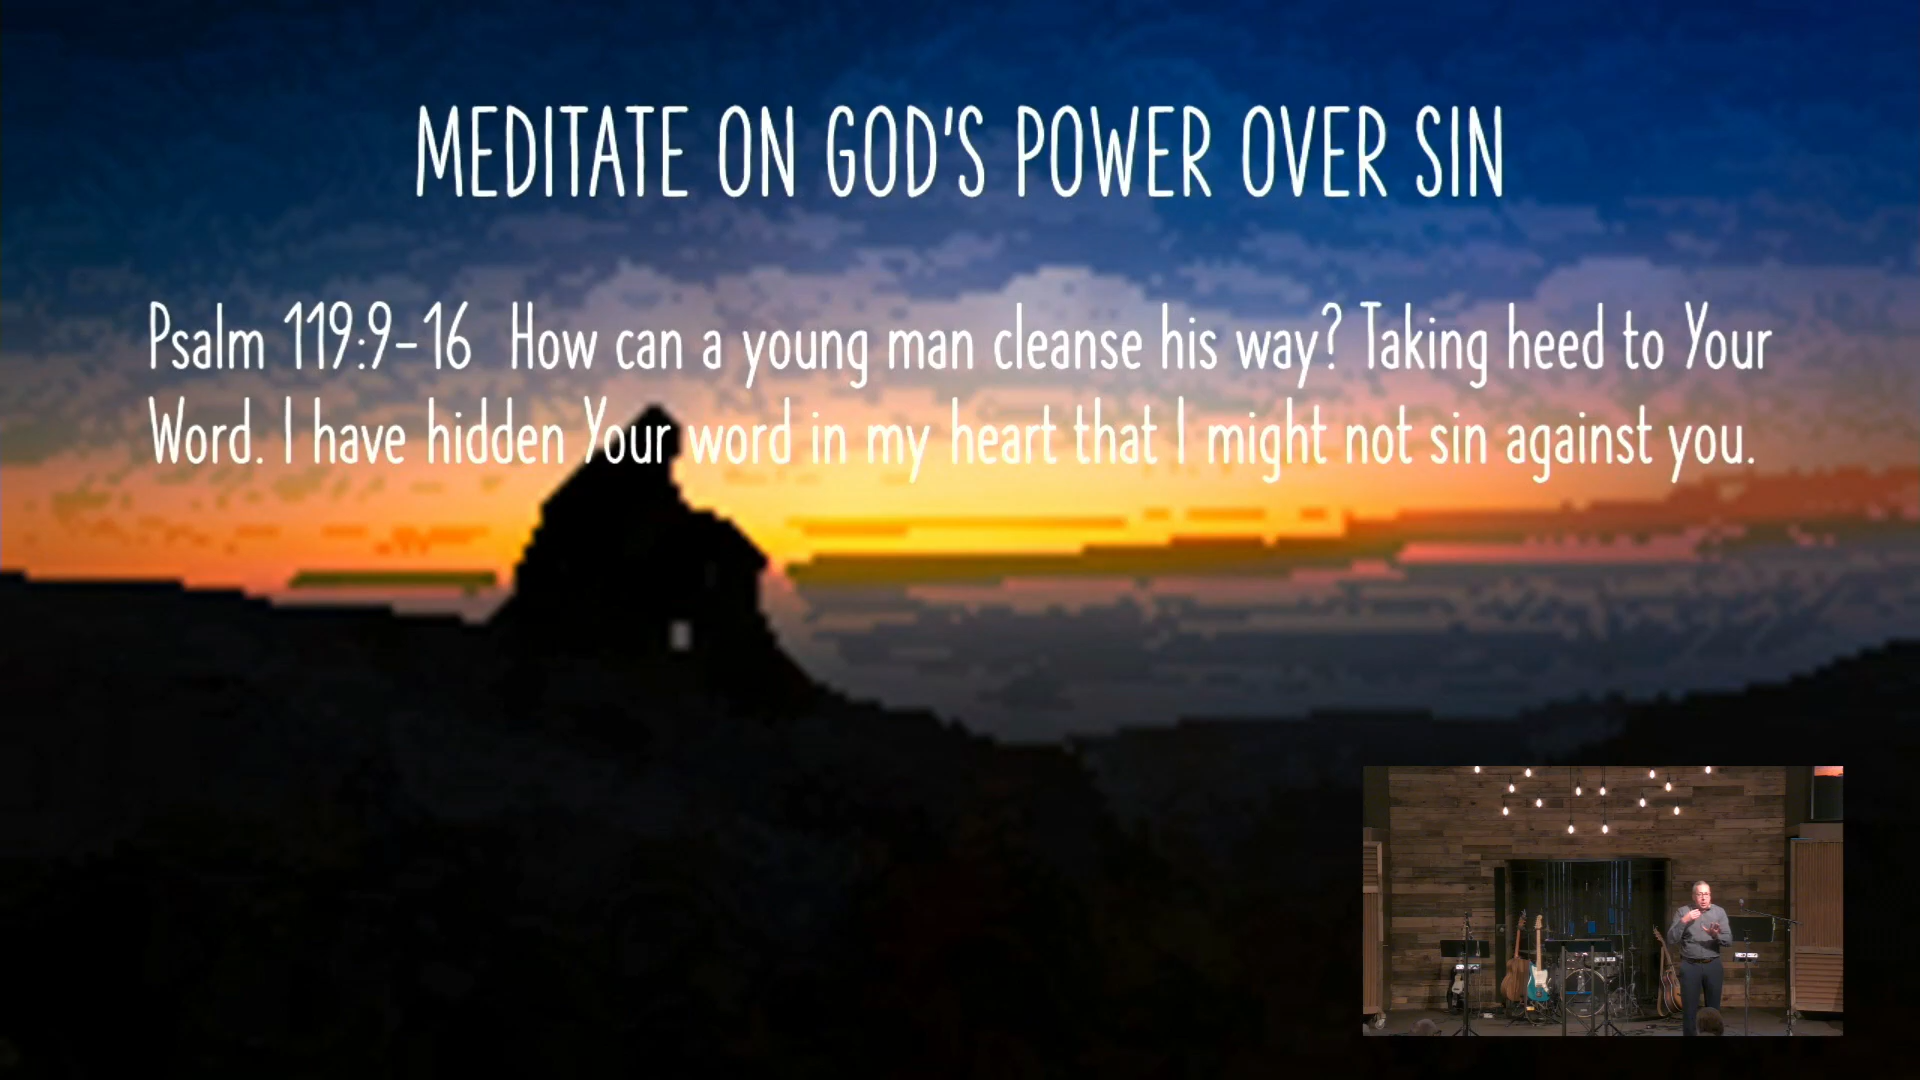 MEDITATE ON GOD'S POWER OVER SIN
Psalm 119:9-16 How can a young man cleanse his way? Taking heed to Your
Word. I have hidden Your word in my heart that I might not sin against you.